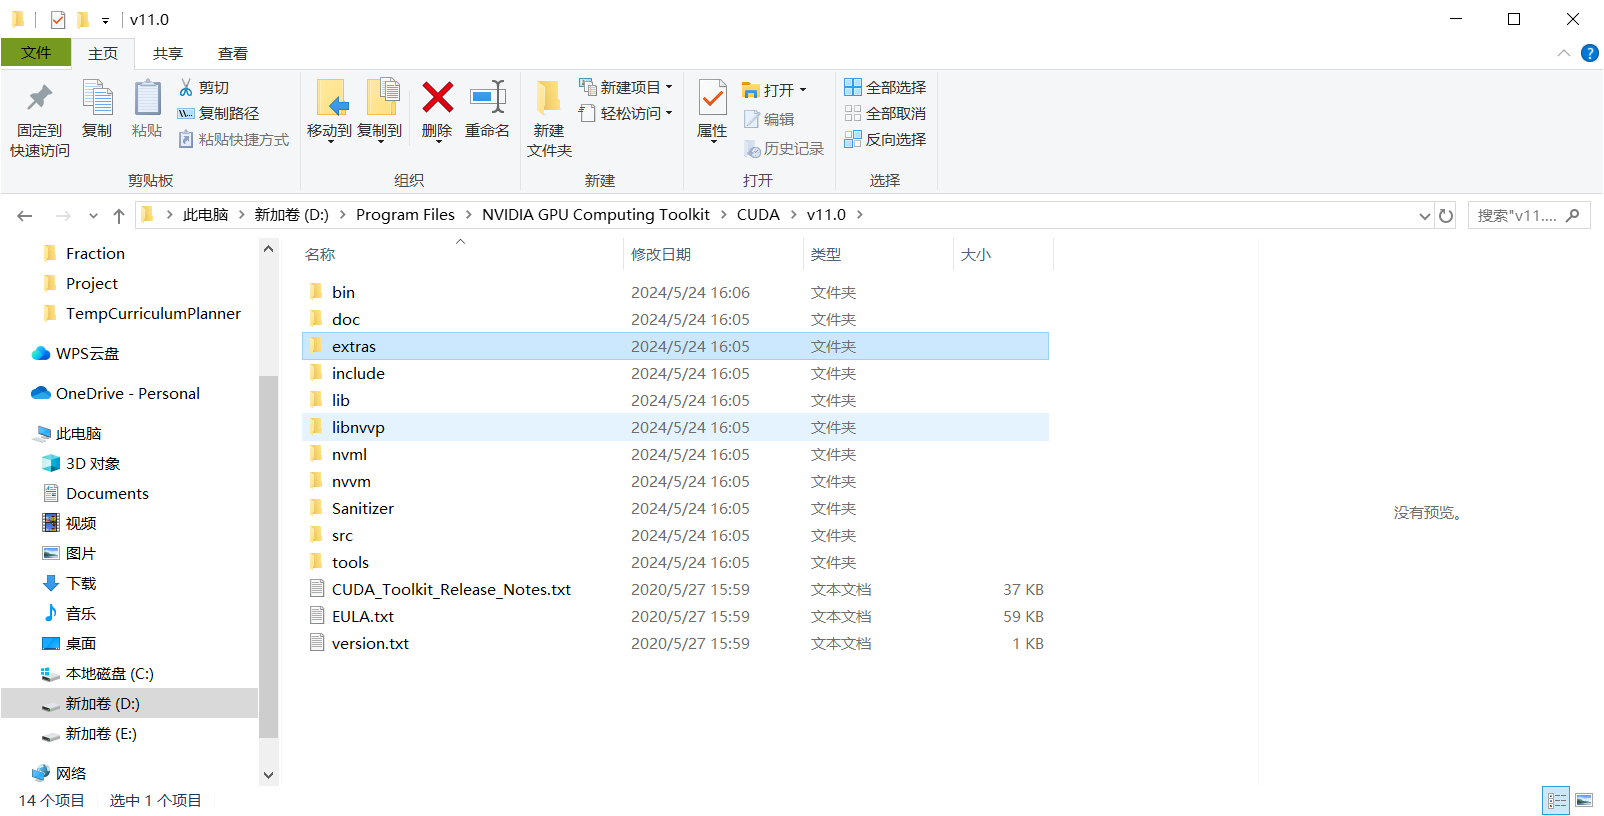 v11.0
文件 主页 共享 查看
固定到
快速访问
复制
粘贴
剪切
复制路径
粘贴快捷方式
剪贴板
移动到
复制到
删除
重命名
组织
新建
文件夹
新建项目
轻松访问
新建
属性
打开
编辑
历史记录
打开
全部选择
全部取消
反向选择
选择
此电脑 > 新加卷 (D:) > Program Files > NVIDIA GPU Computing Toolkit > CUDA > v11.0 >
搜索"v11....
Fraction
Project
TempCurriculumPlanner
WPS云盘
OneDrive - Personal
此电脑
3D 对象
Documents
视频
图片
下载
音乐
桌面
本地磁盘 (C:)
新加卷 (D:)
新加卷 (E:)
网络
名称 修改日期 类型 大小
bin 2024/5/24 16:06 文件夹
doc 2024/5/24 16:05 文件夹
extras 2024/5/24 16:05 文件夹
include 2024/5/24 16:05 文件夹
lib 2024/5/24 16:05 文件夹
libnvvp 2024/5/24 16:05 文件夹
nvml 2024/5/24 16:05 文件夹
nvvm 2024/5/24 16:05 文件夹
Sanitizer 2024/5/24 16:05 文件夹
src 2024/5/24 16:05 文件夹
tools 2024/5/24 16:05 文件夹
CUDA_Toolkit_Release_Notes.txt 2020/5/27 15:59 文本文档 37 KB
EULA.txt 2020/5/27 15:59 文本文档 59 KB
version.txt 2020/5/27 15:59 文本文档 1 KB
没有预览。
14 个项目 选中 1 个项目